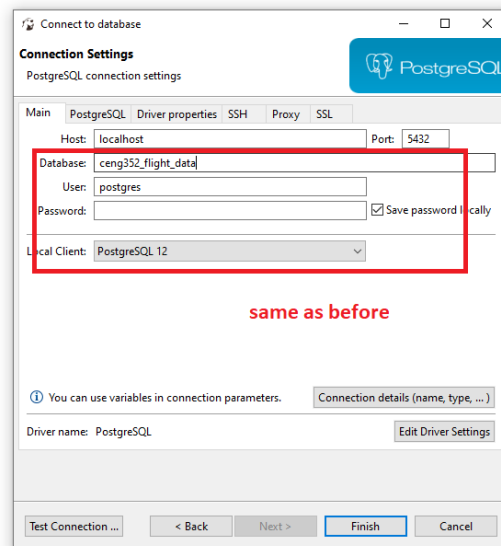 Connect to database
Connection Settings
PostgreSQL connection settings
PostgreSQL
Main PostgreSQL Driver properties SSH Proxy SSL
Host: localhost Port: 5432
Database: ceng352_flight_data
User: postgres
Password: Save password locally
Local Client: PostgreSQL 12
same as before
You can use variables in connection parameters. Connection details (name, type, ... )
Driver name: PostgreSQL Edit Driver Settings
Test Connection ... < Back Next > Finish Cancel